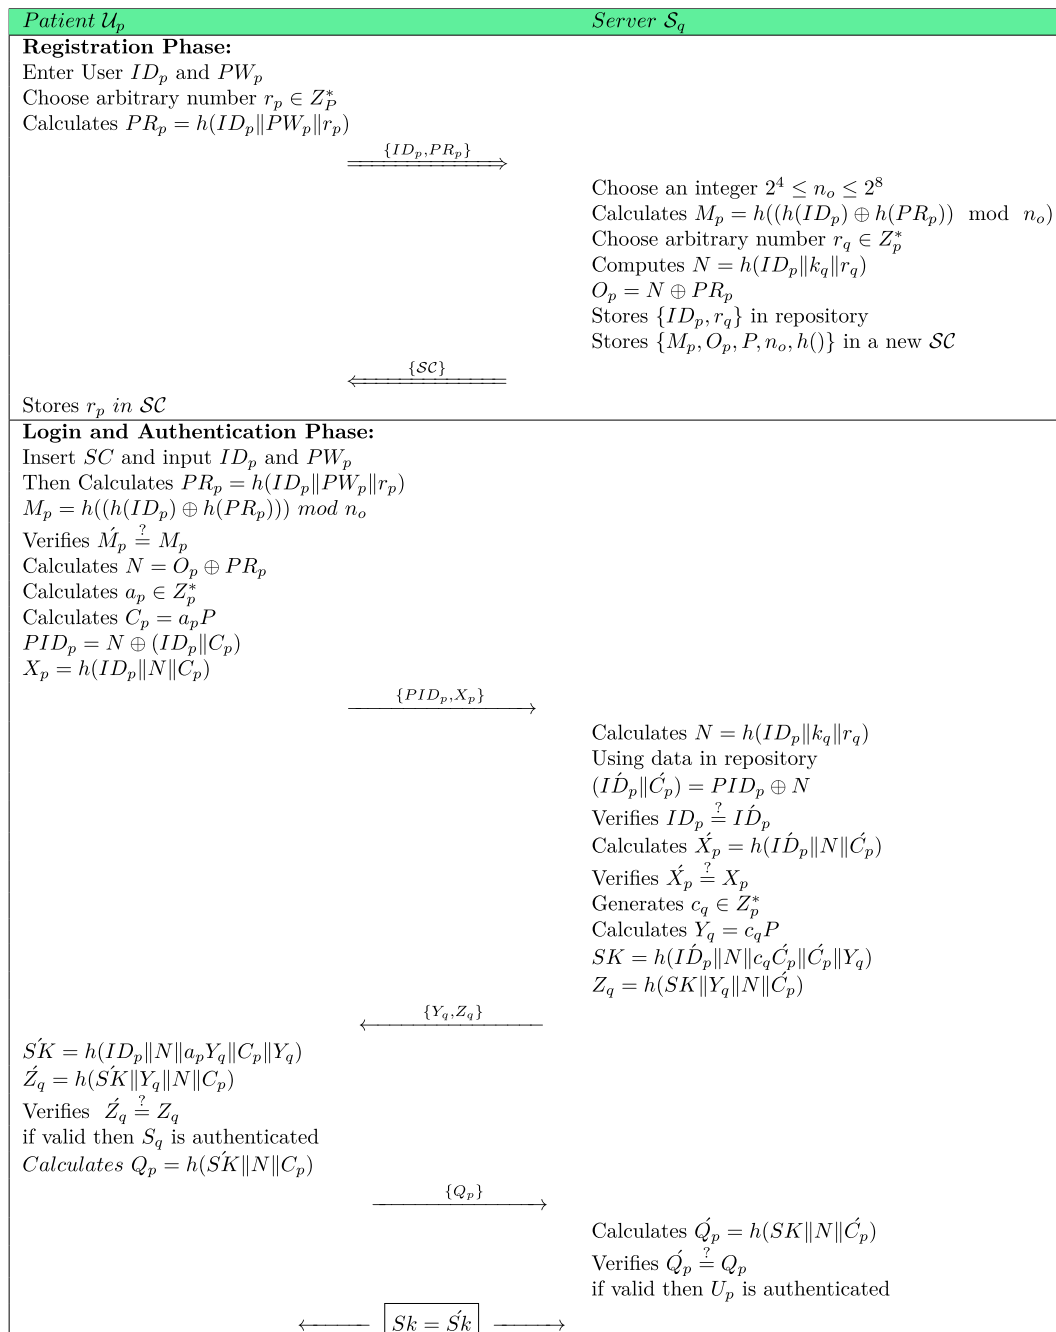 Patient 𝒰_p Server 𝒮_q
Registration Phase:
Enter User ID_p and PW_p
Choose arbitrary number r_p ∈ Z_P^*
Calculates PR_p = h(ID_p∥PW_p∥r_p)
{ID_p,PR_p}
⟹
Choose an integer 2^4 ≤ n_o ≤ 2^8
Calculates M_p = h((h(ID_p) ⊕ h(PR_p)) mod n_o)
Choose arbitrary number r_q ∈ Z_p^*
Computes N = h(ID_p∥k_q∥r_q)
O_p = N ⊕ PR_p
Stores {ID_p, r_q} in repository
Stores {M_p, O_p, P, n_o, h()} in a new 𝒮𝒞
{𝒮𝒞}
⟸
Stores r_p in 𝒮𝒞
Login and Authentication Phase:
Insert SC and input ID_p and PW_p
Then Calculates PR_p = h(ID_p∥PW_p∥r_p)
M_p = h((h(ID_p) ⊕ h(PR_p))) mod n_o
Verifies Ḿ_p ≟ M_p
Calculates N = O_p ⊕ PR_p
Calculates a_p ∈ Z_p^*
Calculates C_p = a_pP
PID_p = N ⊕ (ID_p∥C_p)
X_p = h(ID_p∥N∥C_p)
{PID_p,X_p}
⟶
Calculates N = h(ID_p∥k_q∥r_q)
Using data in repository
(ID́_p∥Ć_p) = PID_p ⊕ N
Verifies ID_p ≟ ID́_p
Calculates X́_p = h(ID́_p∥N∥Ć_p)
Verifies X́_p ≟ X_p
Generates c_q ∈ Z_p^*
Calculates Y_q = c_qP
SK = h(ID́_p∥N∥c_qĆ_p∥Ć_p∥Y_q)
Z_q = h(SK∥Y_q∥N∥Ć_p)
{Y_q,Z_q}
⟵
SḰ = h(ID_p∥N∥a_pY_q∥C_p∥Y_q)
Ź_q = h(SḰ∥Y_q∥N∥C_p)
Verifies Ź_q ≟ Z_q
if valid then S_q is authenticated
Calculates Q_p = h(SḰ∥N∥C_p)
{Q_p}
⟶
Calculates Q́_p = h(SK∥N∥Ć_p)
Verifies Q́_p ≟ Q_p
if valid then U_p is authenticated
⟵ Sk = Sḱ ⟶